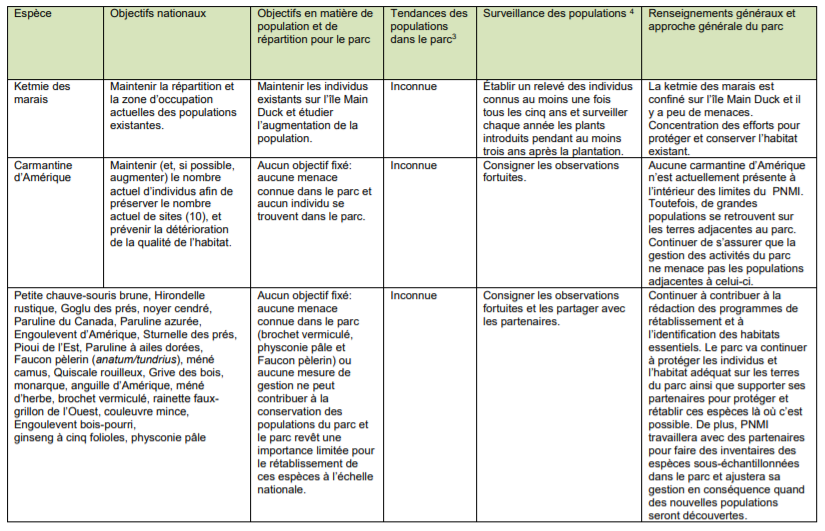 Espèce
Objectifs nationaux
Objectifs en matière de
population et de
répartition pour le parc
Tendances des
populations
dans le parc³
Surveillance des populations ⁴
Renseignements généraux et
approche générale du parc
Ketmie des
marais
Maintenir la répartition et
la zone d’occupation
actuelles des populations
existantes.
Maintenir les individus
existants sur l’île Main
Duck et étudier
l’augmentation de la
population.
Inconnue
Établir un relevé des individus
connus au moins une fois
tous les cinq ans et surveiller
chaque année les plants
introduits pendant au moins
trois ans après la plantation.
La ketmie des marais est
confiné sur l’île Main Duck et il
y a peu de menaces.
Concentration des efforts pour
protéger et conserver l’habitat
existant.
Carmantine
d’Amérique
Maintenir (et, si possible,
augmenter) le nombre
actuel d’individus afin de
préserver le nombre
actuel de sites (10), et
prévenir la détérioration
de la qualité de l’habitat.
Aucun objectif fixé:
aucune menace
connue dans le parc et
aucun individu se
trouvent dans le parc.
Inconnue
Consigner les observations
fortuites.
Aucune carmantine d’Amérique
n’est actuellement présente à
l’intérieur des limites du PNMI.
Toutefois, de grandes
populations se retrouvent sur
les terres adjacentes au parc.
Continuer de s’assurer que la
gestion des activités du parc
ne menace pas les populations
adjacentes à celui-ci.
Petite chauve-souris brune, Hirondelle
rustique, Goglu des prés, noyer cendré,
Paruline du Canada, Paruline azurée,
Engoulevent d’Amérique, Sturnelle des prés,
Pioui de l’Est, Paruline à ailes dorées,
Faucon pèlerin (anatum/tundrius), méné
camus, Quiscale rouilleux, Grive des bois,
monarque, anguille d’Amérique, méné
d’herbe, brochet vermiculé, rainette faux-
grillon de l’Ouest, couleuvre mince,
Engoulevent bois-pourri,
ginseng à cinq folioles, physconie pâle
Aucun objectif fixé:
aucune menace
connue dans le parc
(brochet vermiculé,
physconie pâle et
Faucon pèlerin) ou
aucune mesure de
gestion ne peut
contribuer à la
conservation des
populations du parc et
le parc revêt une
importance limitée pour
le rétablissement de
ces espèces à l’échelle
nationale.
Inconnue
Consigner les observations
fortuites et les partager avec
les partenaires.
Continuer à contribuer à la
rédaction des programmes de
rétablissement et à
l’identification des habitats
essentiels. Le parc va continuer
à protéger les individus et
l’habitat adéquat sur les terres
du parc ainsi que supporter ses
partenaires pour protéger et
rétablir ces espèces là où c’est
possible. De plus, PNMI
travaillera avec des partenaires
pour faire des inventaires des
espèces sous-échantillonnées
dans le parc et ajustera sa
gestion en conséquence quand
des nouvelles populations
seront découvertes.